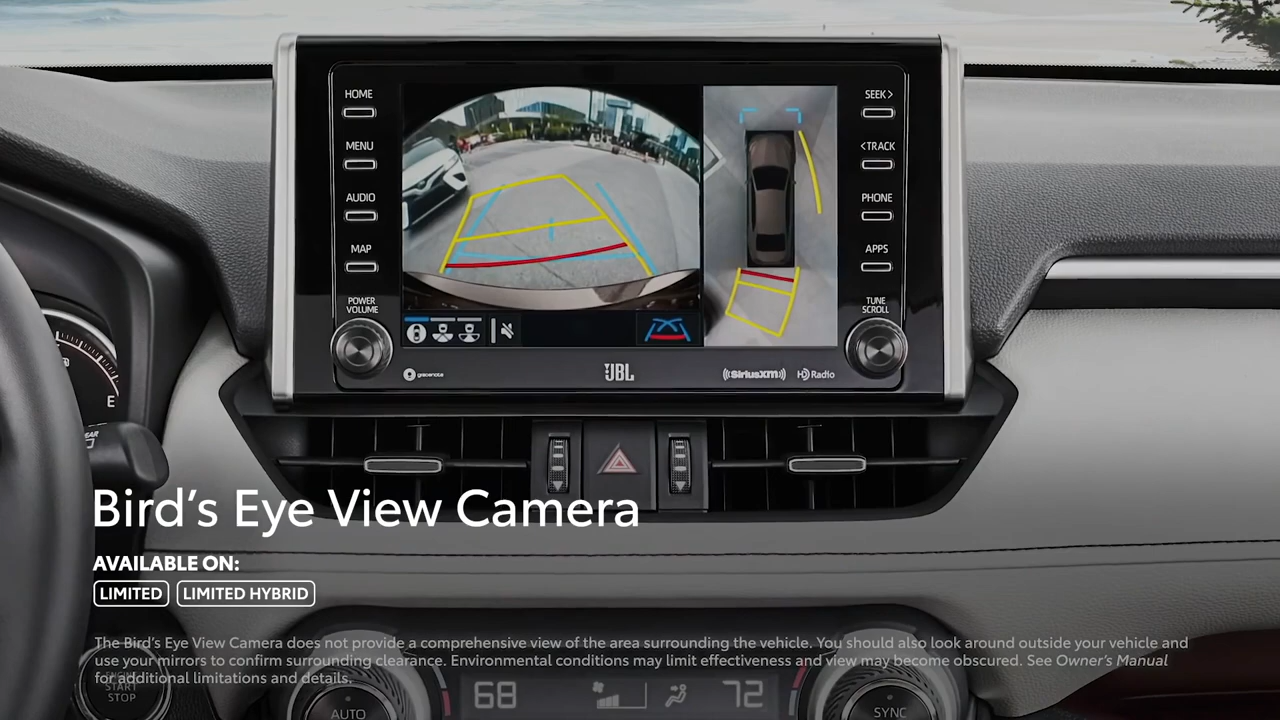 HOME
MENU
AUDIO
MAP
POWER
VOLUME
SEEK >
< TRACK
PHONE
APPS
TUNE
SCROLL
gracenote
JBL
((SiriusXM))
HD Radio
E
Bird's Eye View Camera
AVAILABLE ON:
LIMITED LIMITED HYBRID
The Bird's Eye View Camera does not provide a comprehensive view of the area surrounding the vehicle. You should also look around outside your vehicle and
use your mirrors to confirm surrounding clearance. Environmental conditions may limit effectiveness and view may become obscured. See Owner's Manual
for additional limitations and details.
START
STOP
68
72
AUTO
SYNC